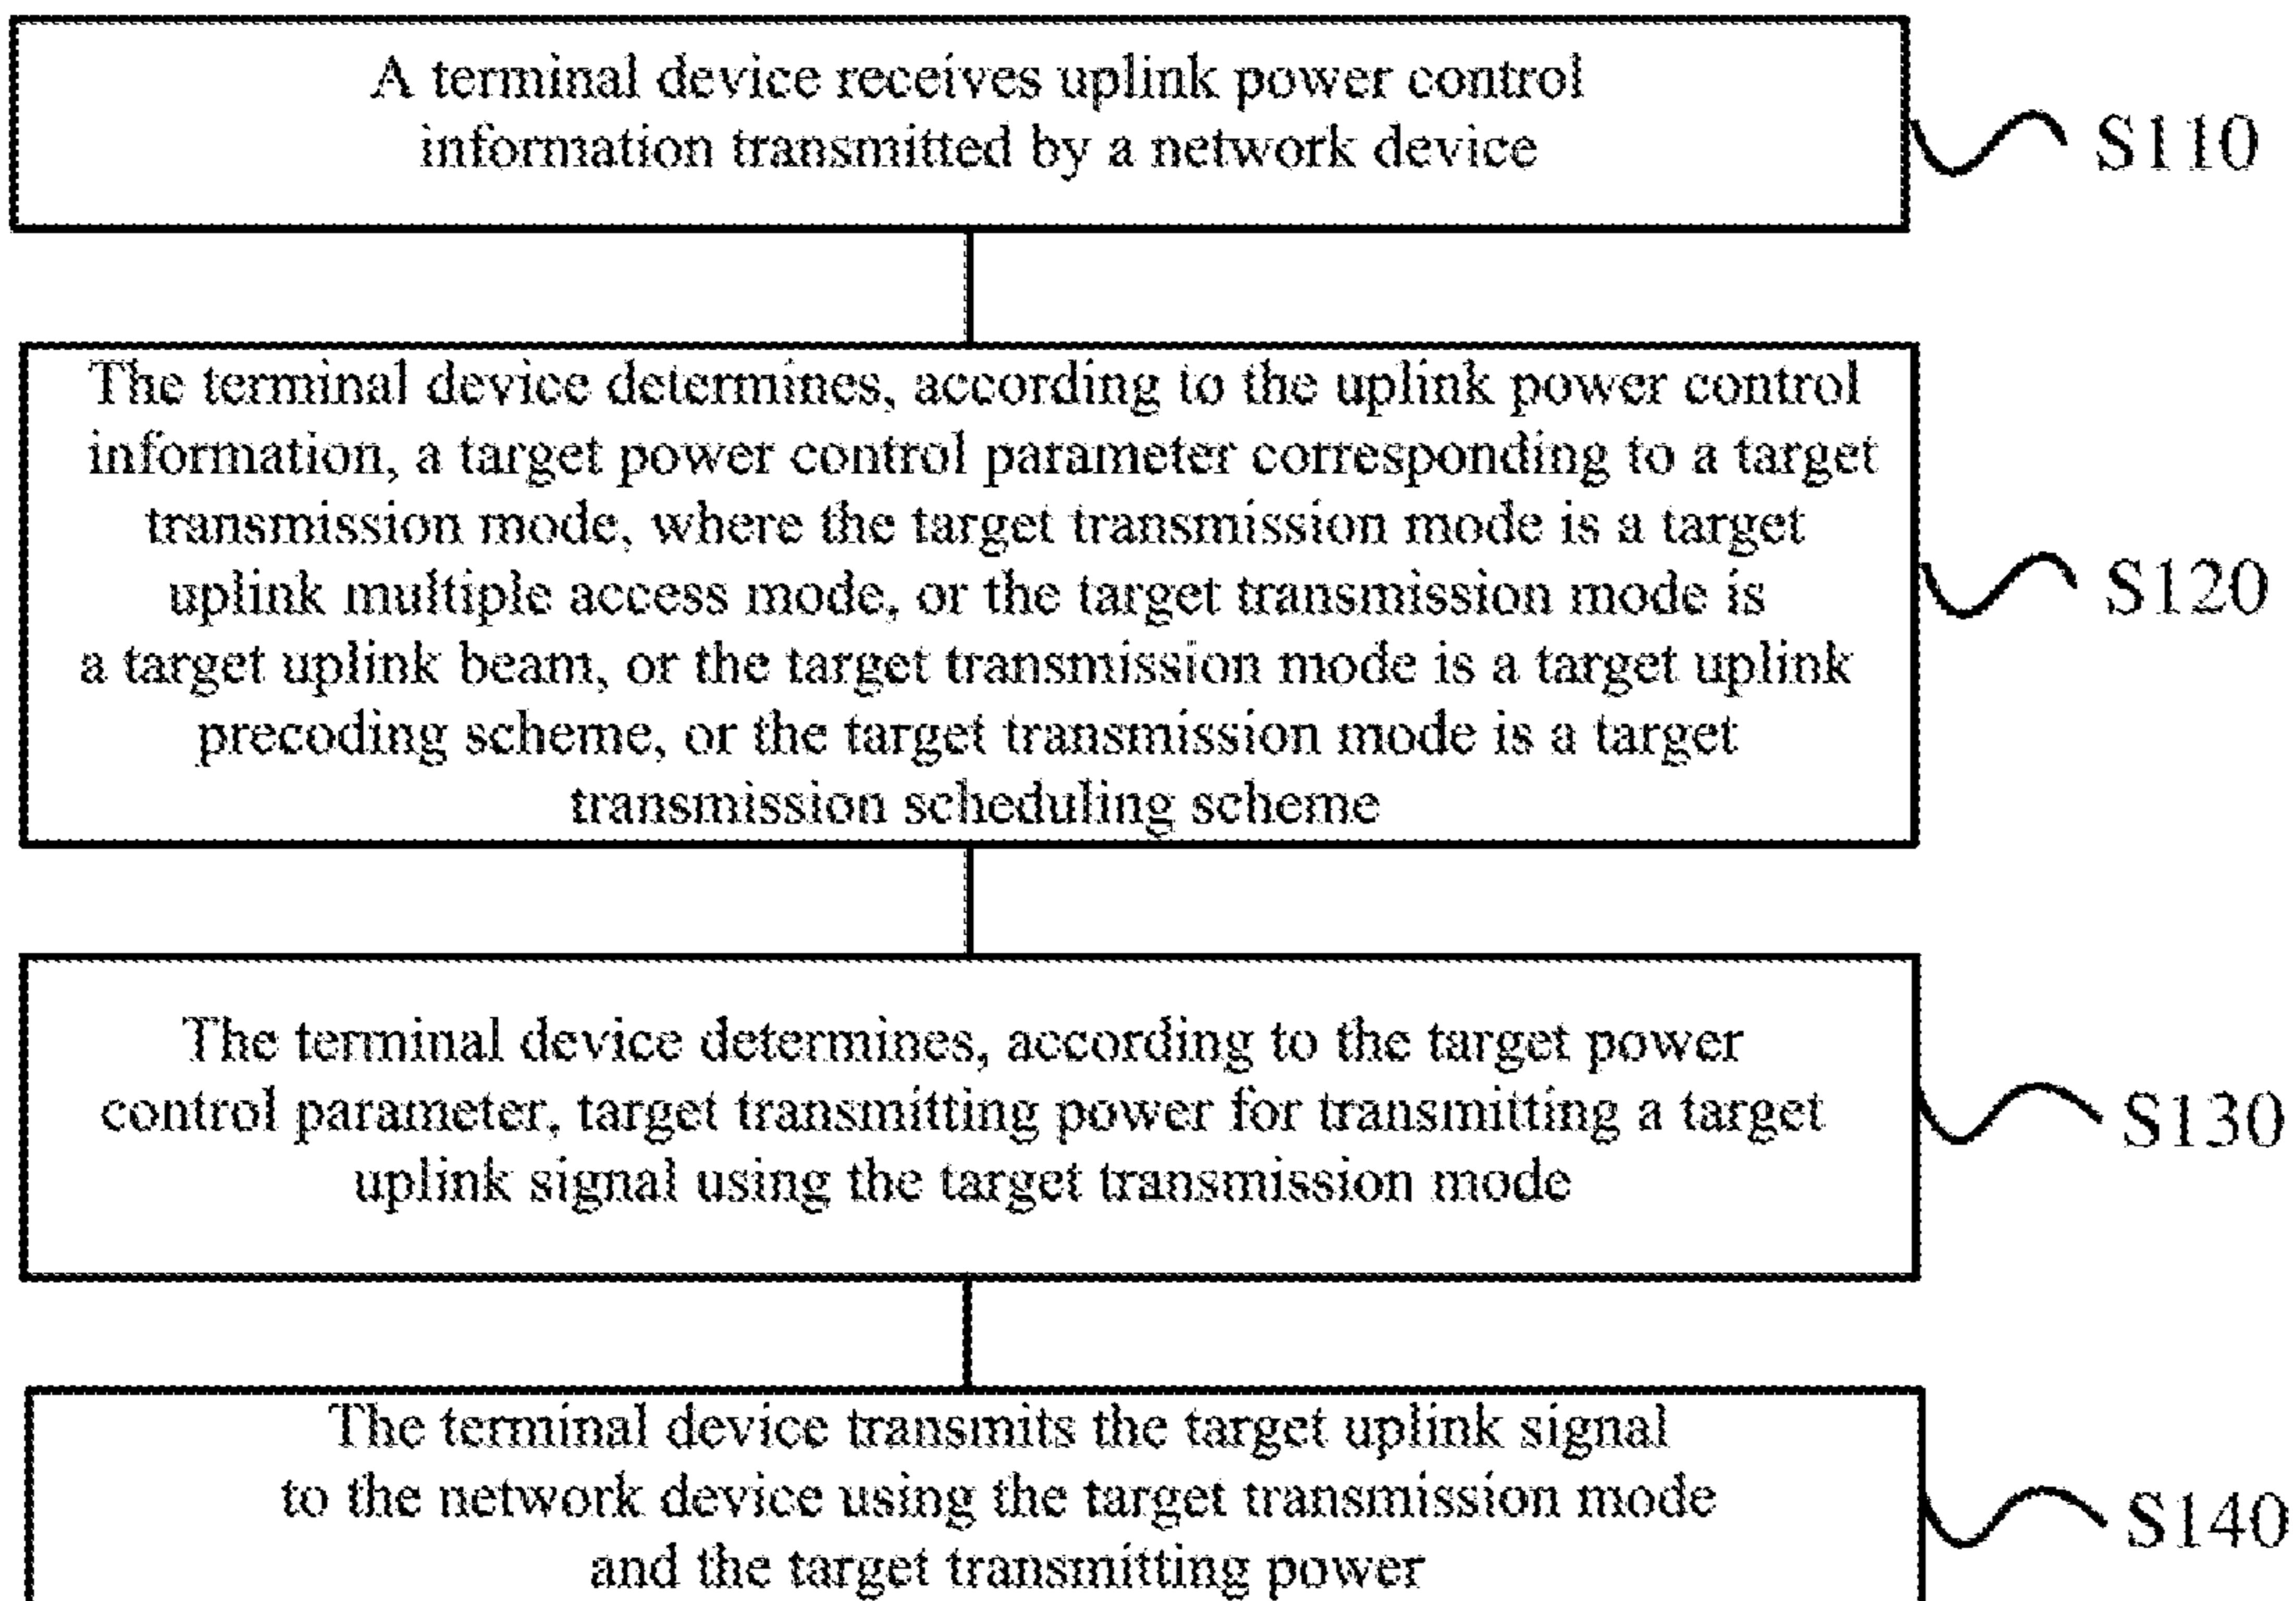 A terminal device receives uplink power control
information transmitted by a network device
S110
The terminal device determines, according to the uplink power control
information, a target power control parameter corresponding to a target
transmission mode, where the target transmission mode is a target
uplink multiple access mode, or the target transmission mode is
a target uplink beam, or the target transmission mode is a target uplink
precoding scheme, or the target transmission mode is a target
transmission scheduling scheme
S120
The terminal device determines, according to the target power
control parameter, target transmitting power for transmitting a target
uplink signal using the target transmission mode
S130
The terminal device transmits the target uplink signal
to the network device using the target transmission mode
and the target transmitting power
S140